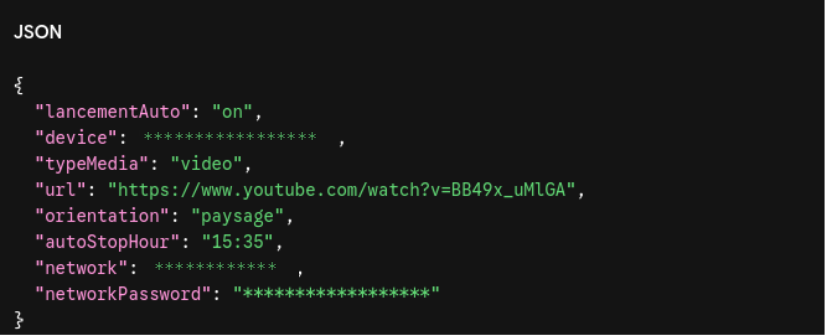 JSON
{
"lancementAuto": "on",
"device": ***************** ,
"typeMedia": "video",
"url": "https://www.youtube.com/watch?v=BB49x_uMlGA",
"orientation": "paysage",
"autoStopHour": "15:35",
"network": ************ ,
"networkPassword": "******************"
}